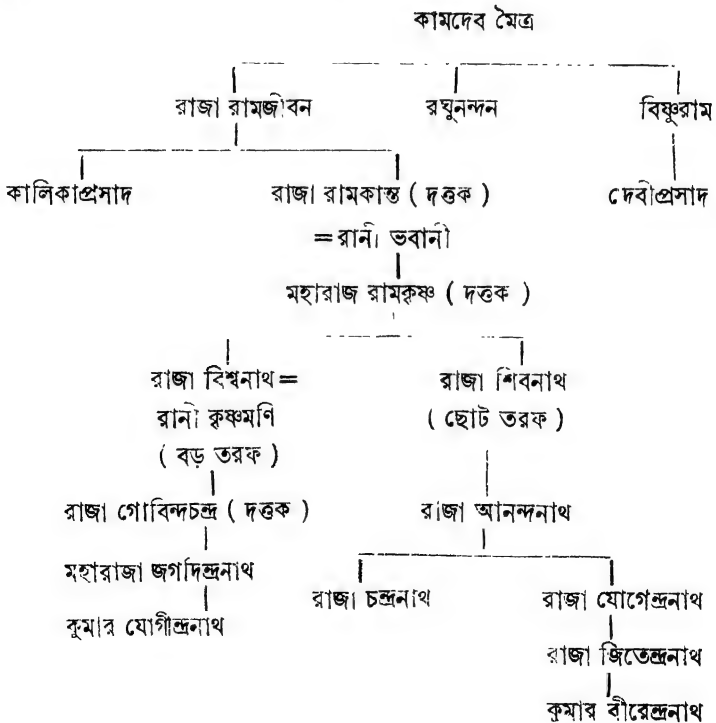 কামদেব মৈত্র
রাজা রামজীবন রঘুনন্দন বিষ্ণুরাম
কালিকাপ্রসাদ রাজা রামকান্ত ( দত্তক ) দেবীপ্রসাদ
=রানী ভবানী
মহারাজ রামকৃষ্ণ ( দত্তক )
রাজা বিশ্বনাথ= রাজা শিবনাথ
রানী কৃষ্ণমণি ( ছোট তরফ )
( বড় তরফ )
রাজা গোবিন্দচন্দ্র ( দত্তক ) রাজা আনন্দনাথ
মহারাজা জগদিন্দ্রনাথ
রাজা চন্দ্রনাথ রাজা যোগেন্দ্রনাথ
কুমার যোগীন্দ্রনাথ
রাজা জিতেন্দ্রনাথ
কুমার বীরেন্দ্রনাথ